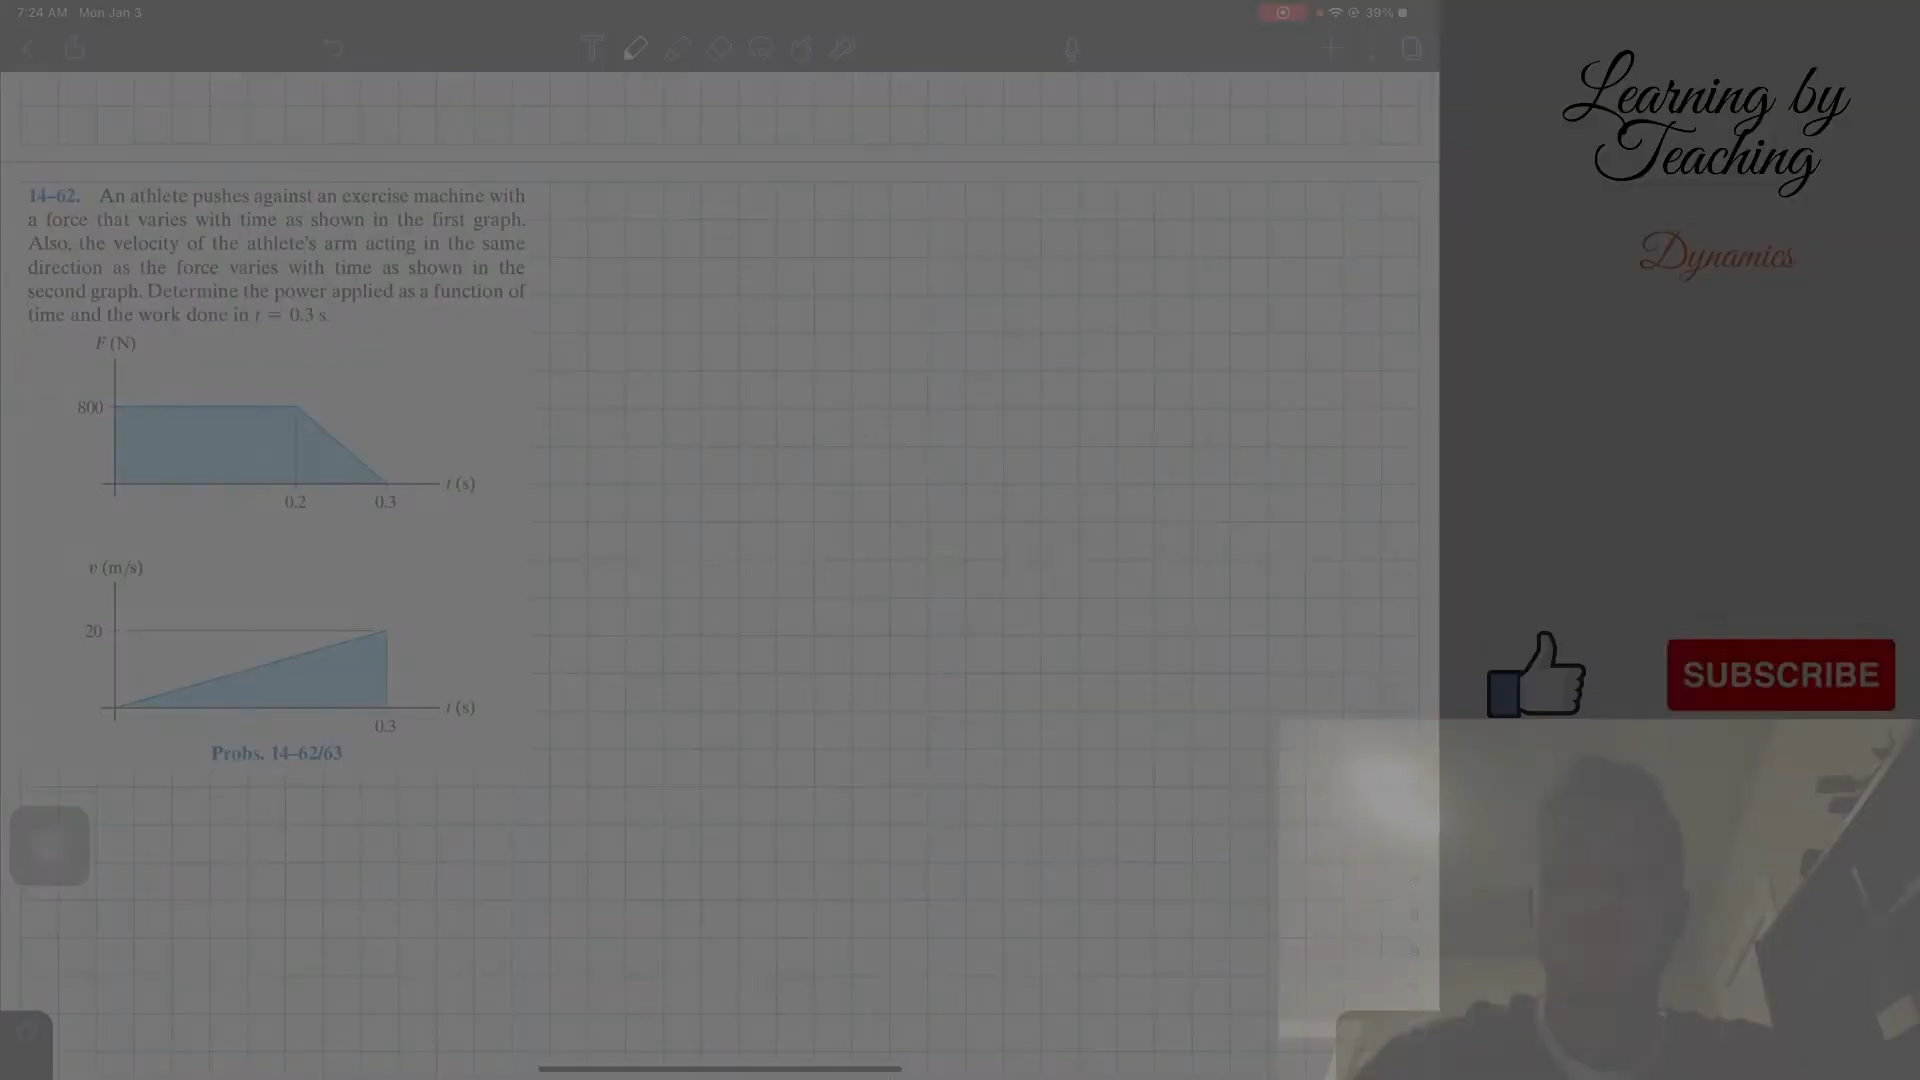 7:24 AM Mon Jan 3
39%
Learning by
Teaching
Dynamics
14–62. An athlete pushes against an exercise machine with
a force that varies with time as shown in the first graph.
Also, the velocity of the athlete's arm acting in the same
direction as the force varies with time as shown in the
second graph. Determine the power applied as a function of
time and the work done in t = 0.3 s.
F (N)
800
t (s)
0.2
0.3
v (m/s)
20
t (s)
0.3
Probs. 14–62/63
SUBSCRIBE